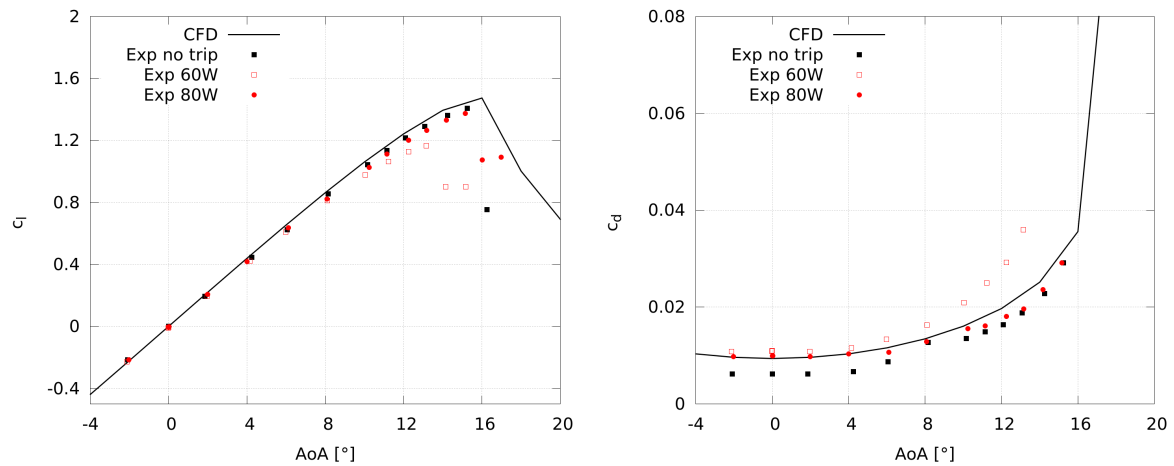 2
1.6
1.2
0.8
0.4
0
-0.4
c_l
CFD
Exp no trip
Exp 60W
Exp 80W
-4 0 4 8 12 16 20
AoA [°]
0.08
0.06
0.04
0.02
0
c_d
CFD
Exp no trip
Exp 60W
Exp 80W
-4 0 4 8 12 16 20
AoA [°]